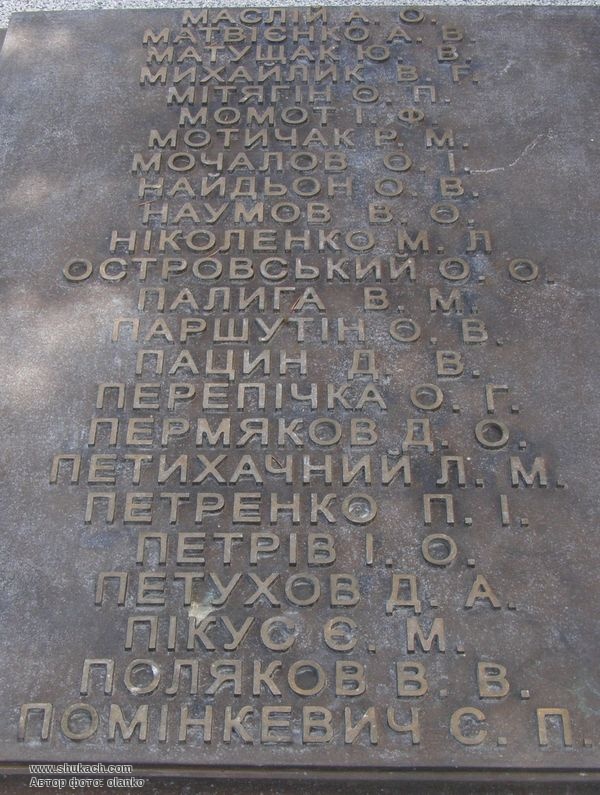 МАСЛІЙ А. О.
МАТВІЄНКО А. В.
МАТУЩАК Ю. В.
МИХАЙЛИК В. Г.
МІТЯГІН О. П.
МОМОТ І. Ф.
МОТИЧАК Р. М.
МОЧАЛОВ О. І.
НАЙДЬОН О. В.
НАУМОВ В. О.
НІКОЛЕНКО М. Л
ОСТРОВСЬКИЙ О. О.
ПАЛИГА В. М.
ПАРШУТІН О. В.
ПАЦИН Д. В.
ПЕРЕПІЧКА О. Г.
ПЕРМЯКОВ Д. О.
ПЕТИХАЧНИЙ Л. М.
ПЕТРЕНКО П. І.
ПЕТРІВ І. О.
ПЕТУХОВ Д. А.
ПІКУС Є. М.
ПОЛЯКОВ В. В.
ПОМІНКЕВИЧ С. П.
www.shukach.com
Автор фото: olanko